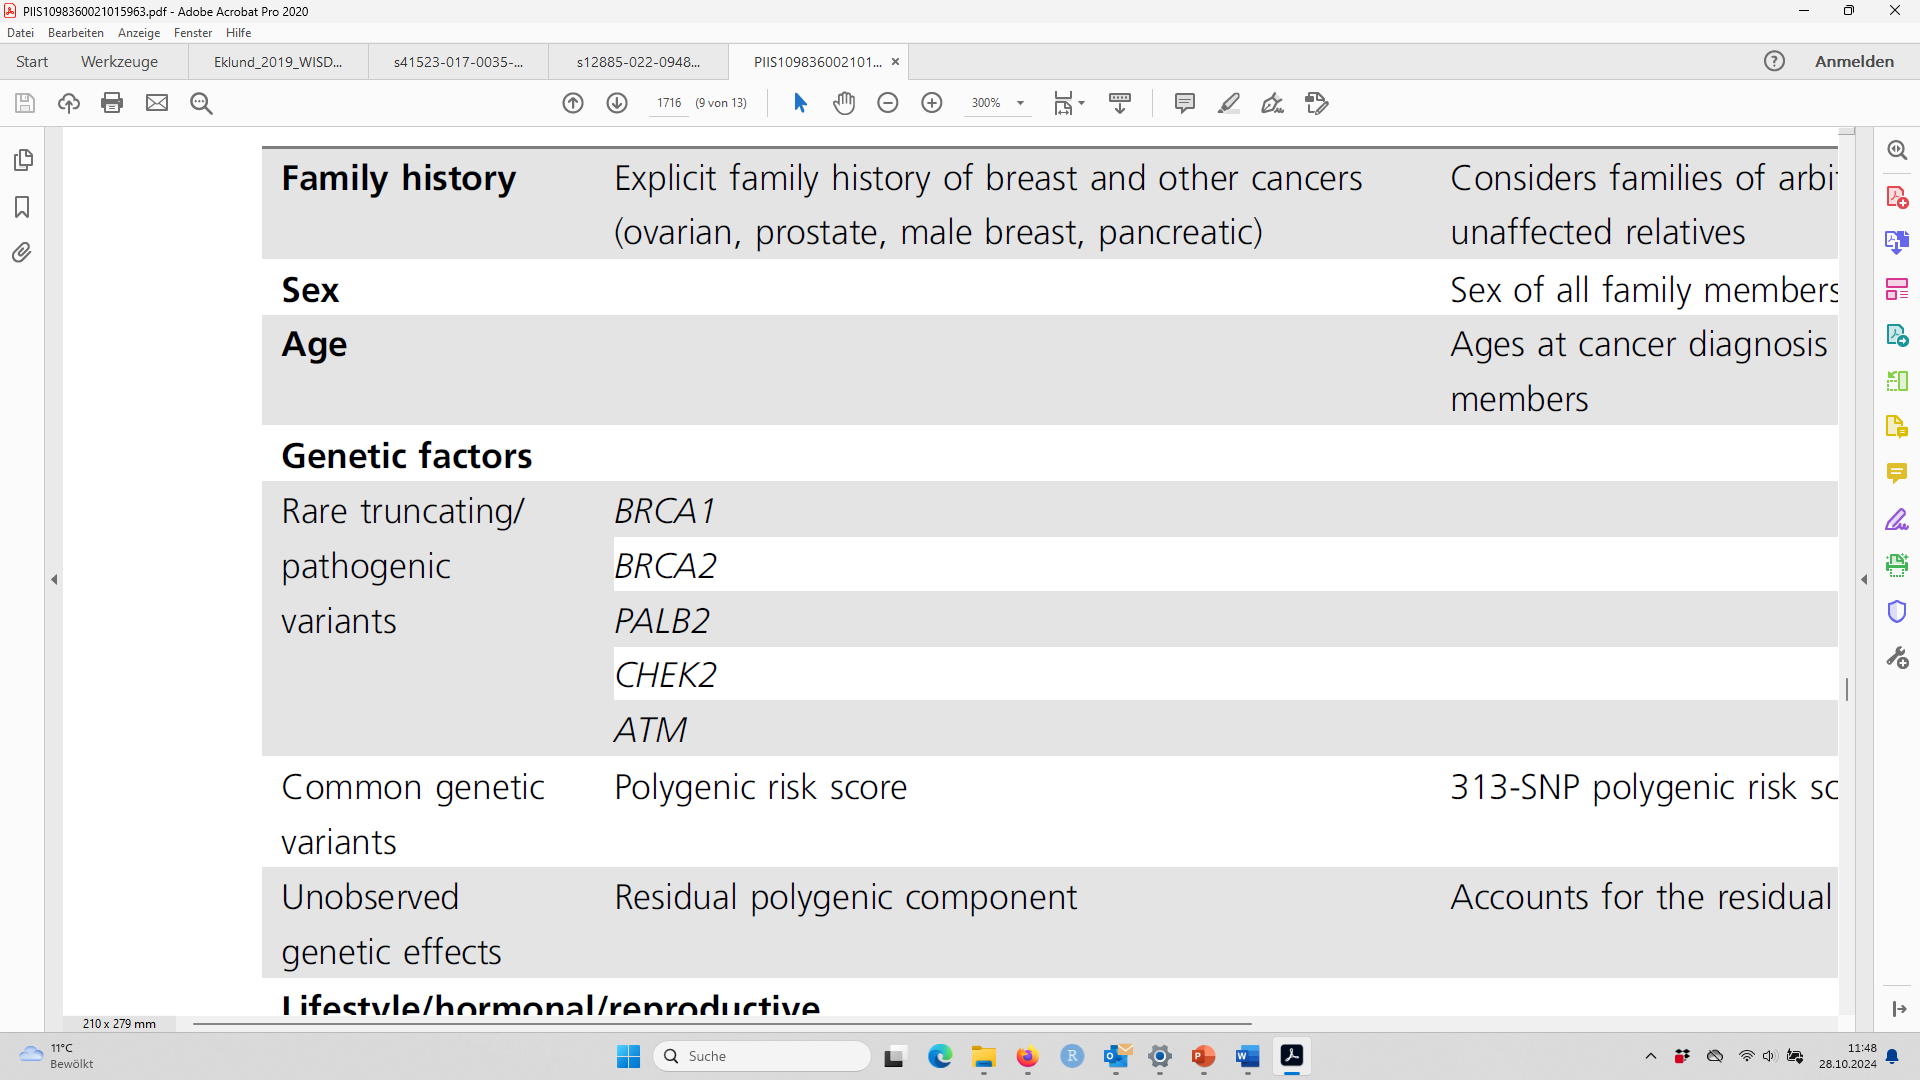 PIIS1098360021015963.pdf - Adobe Acrobat Pro 2020
Datei Bearbeiten Anzeige Fenster Hilfe
Start Werkzeuge Eklund_2019_WISD... s41523-017-0035-... s12885-022-0948... PIIS109836002101... Anmelden
1716 (9 von 13) 300%
Family history Explicit family history of breast and other cancers Considers families of arbi
(ovarian, prostate, male breast, pancreatic) unaffected relatives
Sex Sex of all family members
Age Ages at cancer diagnosis
members
Genetic factors
Rare truncating/ BRCA1
pathogenic BRCA2
variants PALB2
CHEK2
ATM
Common genetic Polygenic risk score 313-SNP polygenic risk sc
variants
Unobserved Residual polygenic component Accounts for the residual
genetic effects
Lifestyle/hormonal/reproductive
210 x 279 mm
11°C
Bewölkt
Suche
11:48
28.10.2024